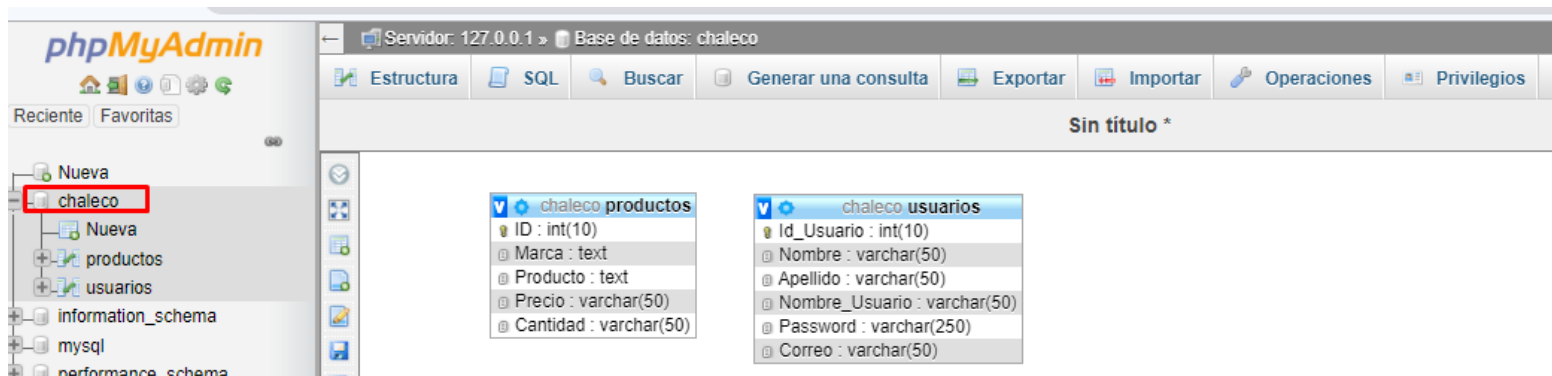 phpMyAdmin
Reciente Favoritas
Nueva
chaleco
Nueva
productos
usuarios
information_schema
mysql
performance_schema
← Servidor: 127.0.0.1 » Base de datos: chaleco
Estructura SQL Buscar Generar una consulta Exportar Importar Operaciones Privilegios
Sin título *
v chaleco productos
ID : int(10)
Marca : text
Producto : text
Precio : varchar(50)
Cantidad : varchar(50)
v chaleco usuarios
Id_Usuario : int(10)
Nombre : varchar(50)
Apellido : varchar(50)
Nombre_Usuario : varchar(50)
Password : varchar(250)
Correo : varchar(50)